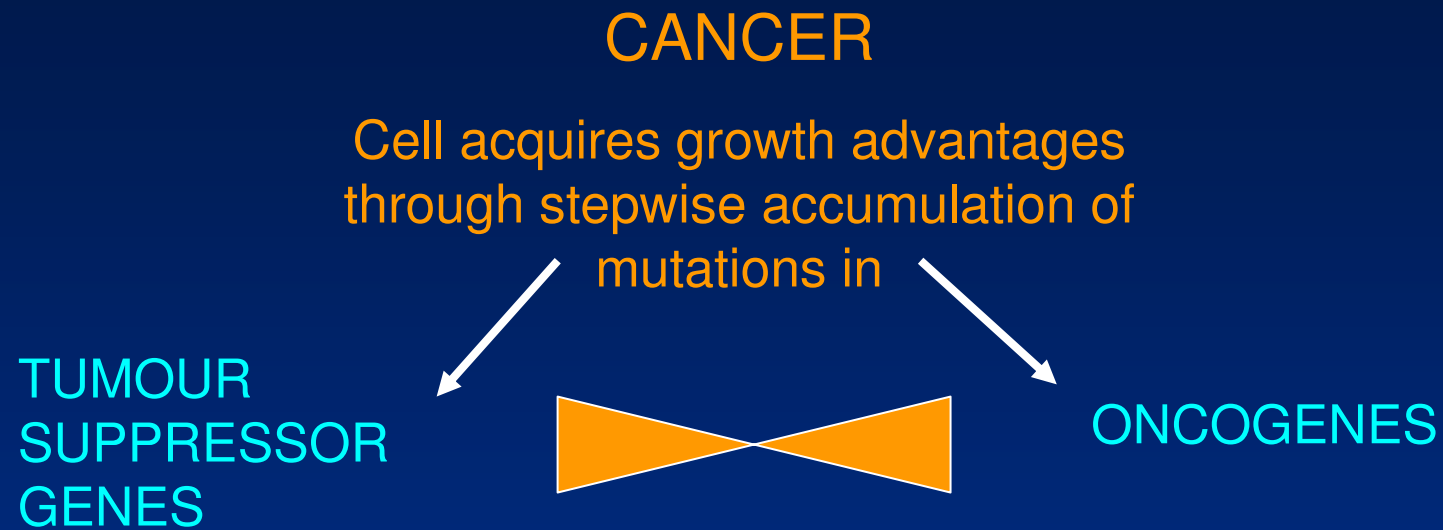 CANCER
Cell acquires growth advantages
through stepwise accumulation of
mutations in
TUMOUR
SUPPRESSOR
GENES
ONCOGENES